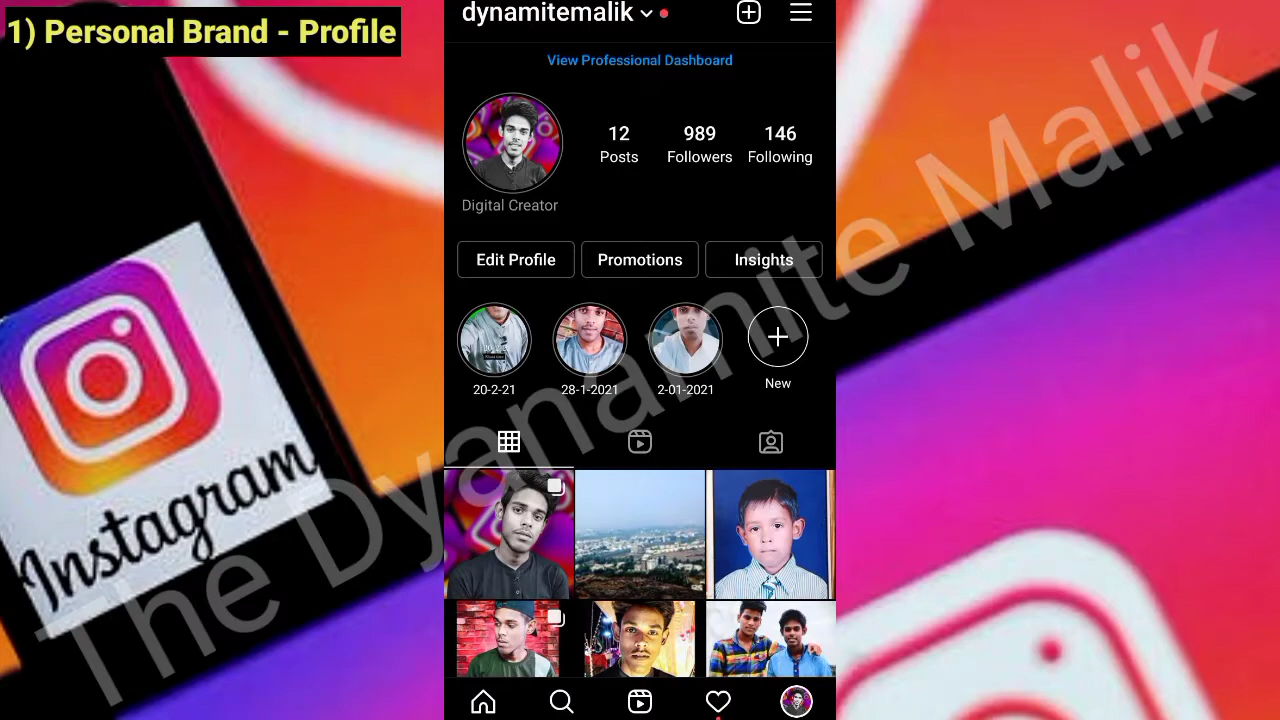 1) Personal Brand - Profile
dynamitemalik
View Professional Dashboard
12
Posts
989
Followers
146
Following
Digital Creator
Edit Profile
Promotions
Insights
20-2-21
28-1-2021
2-01-2021
New
Instagram
The Dyanamite Malik